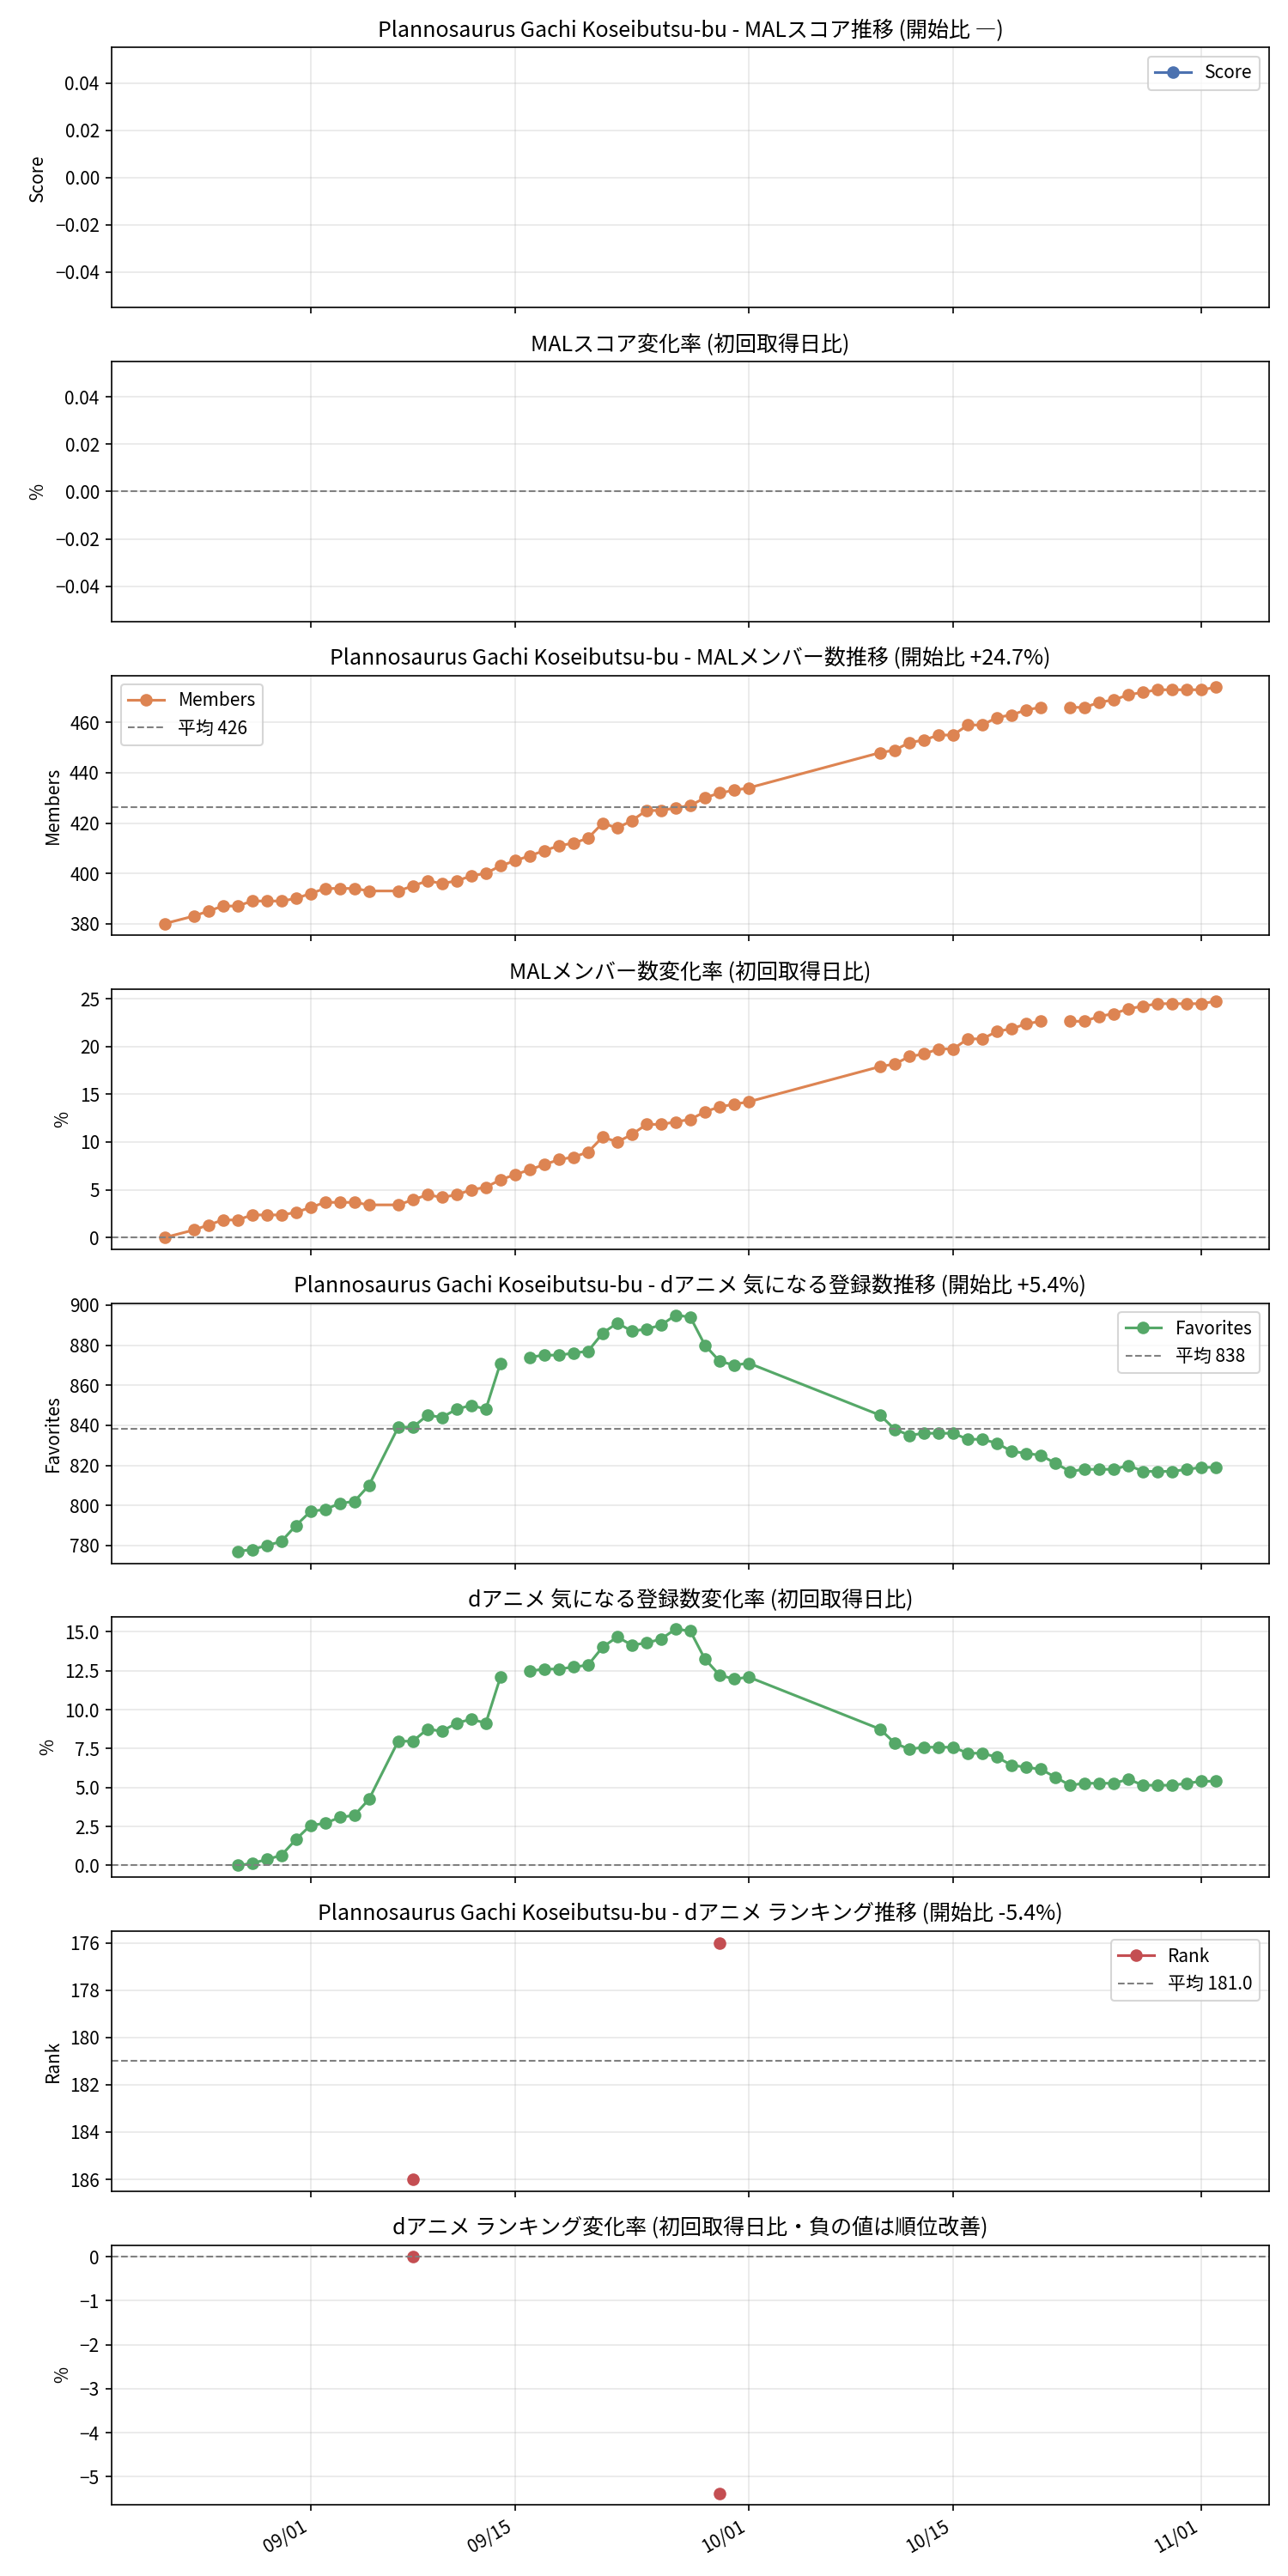 Plannosaurus Gachi Koseibutsu-bu - MALスコア推移 (開始比 —)
Score
0.04
0.02
0.00
−0.02
−0.04
Score
MALスコア変化率 (初回取得日比)
0.04
0.02
0.00
−0.02
−0.04
%
Plannosaurus Gachi Koseibutsu-bu - MALメンバー数推移 (開始比 +24.7%)
Members
平均 426
460
440
420
400
380
Members
MALメンバー数変化率 (初回取得日比)
25
20
15
10
5
0
%
Plannosaurus Gachi Koseibutsu-bu - dアニメ 気になる登録数推移 (開始比 +5.4%)
Favorites
平均 838
900
880
860
840
820
800
780
Favorites
dアニメ 気になる登録数変化率 (初回取得日比)
15.0
12.5
10.0
7.5
5.0
2.5
0.0
%
Plannosaurus Gachi Koseibutsu-bu - dアニメ ランキング推移 (開始比 -5.4%)
Rank
平均 181.0
176
178
180
182
184
186
Rank
dアニメ ランキング変化率 (初回取得日比・負の値は順位改善)
0
−1
−2
−3
−4
−5
%
09/01
09/15
10/01
10/15
11/01